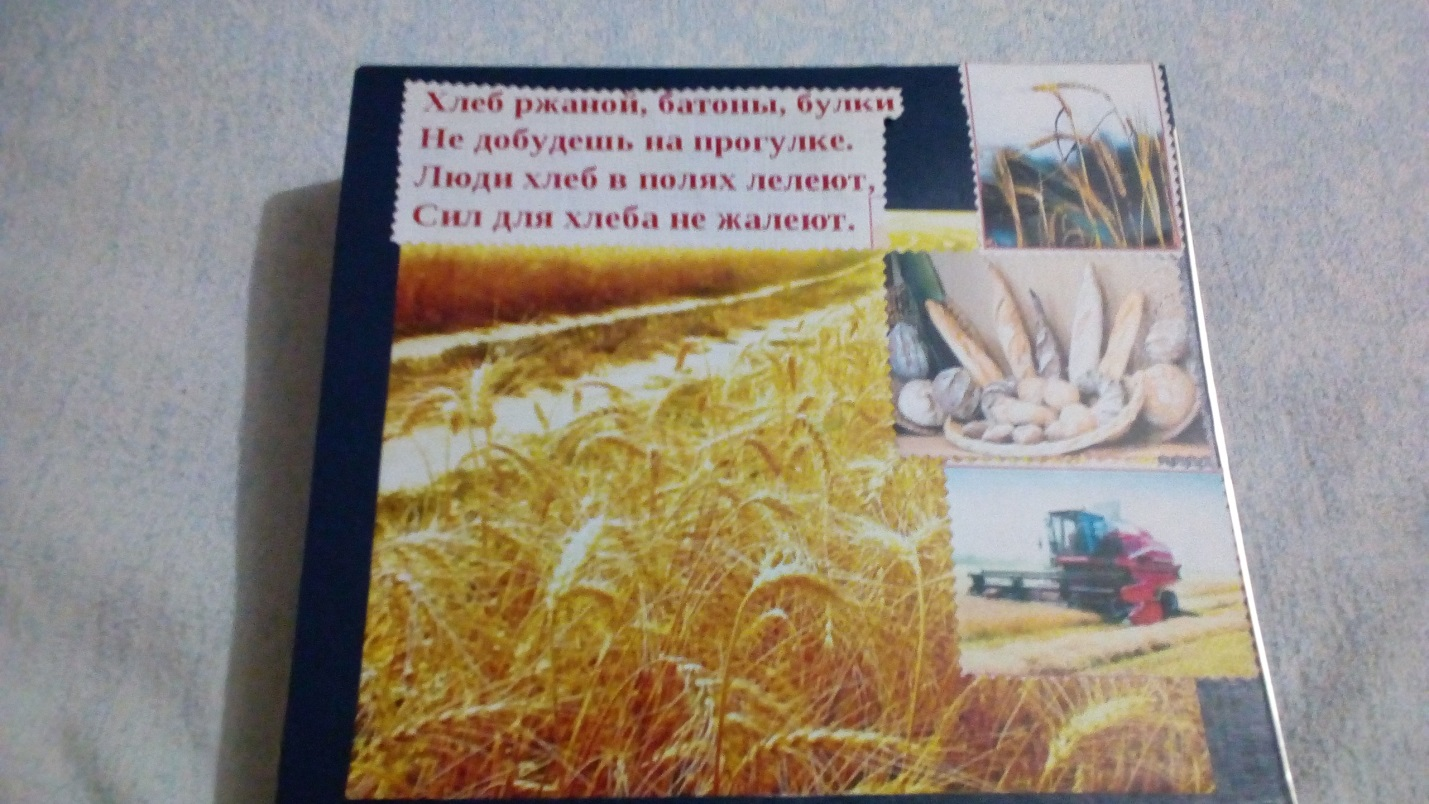 Хлеб ржаной, батоны, булки
Не добудешь на прогулке.
Люди хлеб в полях лелеют,
Сил для хлеба не жалеют.